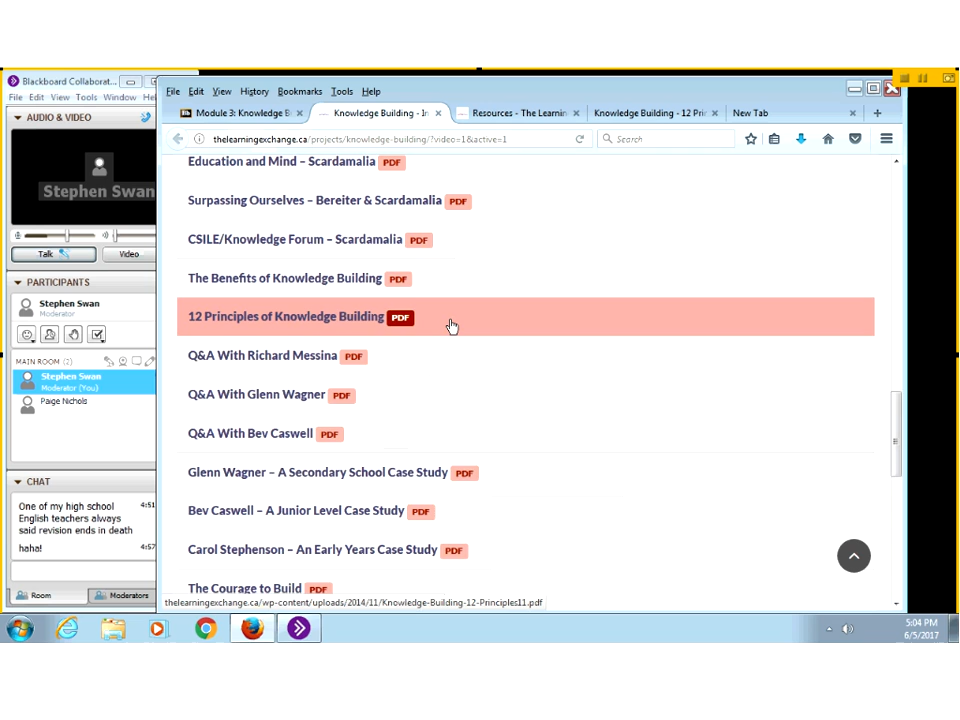 Blackboard Collaborat...
File Edit View Tools Window Hel
AUDIO & VIDEO
Stephen Swan
Talk
Video
PARTICIPANTS
Stephen Swan
Moderator
MAIN ROOM (2)
Stephen Swan
Moderator (You)
Paige Nichols
CHAT
One of my high school 4:51
English teachers always
said revision ends in death
haha! 4:57
Room Moderators
File Edit View History Bookmarks Tools Help
Module 3: Knowledge B
Knowledge Building - In
Resources - The Learnin
Knowledge Building - 12 Pri
New Tab
thelearningexchange.ca/projects/knowledge-building/?video=1&active=1
Search
Education and Mind – Scardamalia PDF
Surpassing Ourselves – Bereiter & Scardamalia PDF
CSILE/Knowledge Forum – Scardamalia PDF
The Benefits of Knowledge Building PDF
12 Principles of Knowledge Building PDF
Q&A With Richard Messina PDF
Q&A With Glenn Wagner PDF
Q&A With Bev Caswell PDF
Glenn Wagner – A Secondary School Case Study PDF
Bev Caswell – A Junior Level Case Study PDF
Carol Stephenson – An Early Years Case Study PDF
The Courage to Build PDF
thelearningexchange.ca/wp-content/uploads/2014/11/Knowledge-Building-12-Principles11.pdf
5:04 PM
6/5/2017